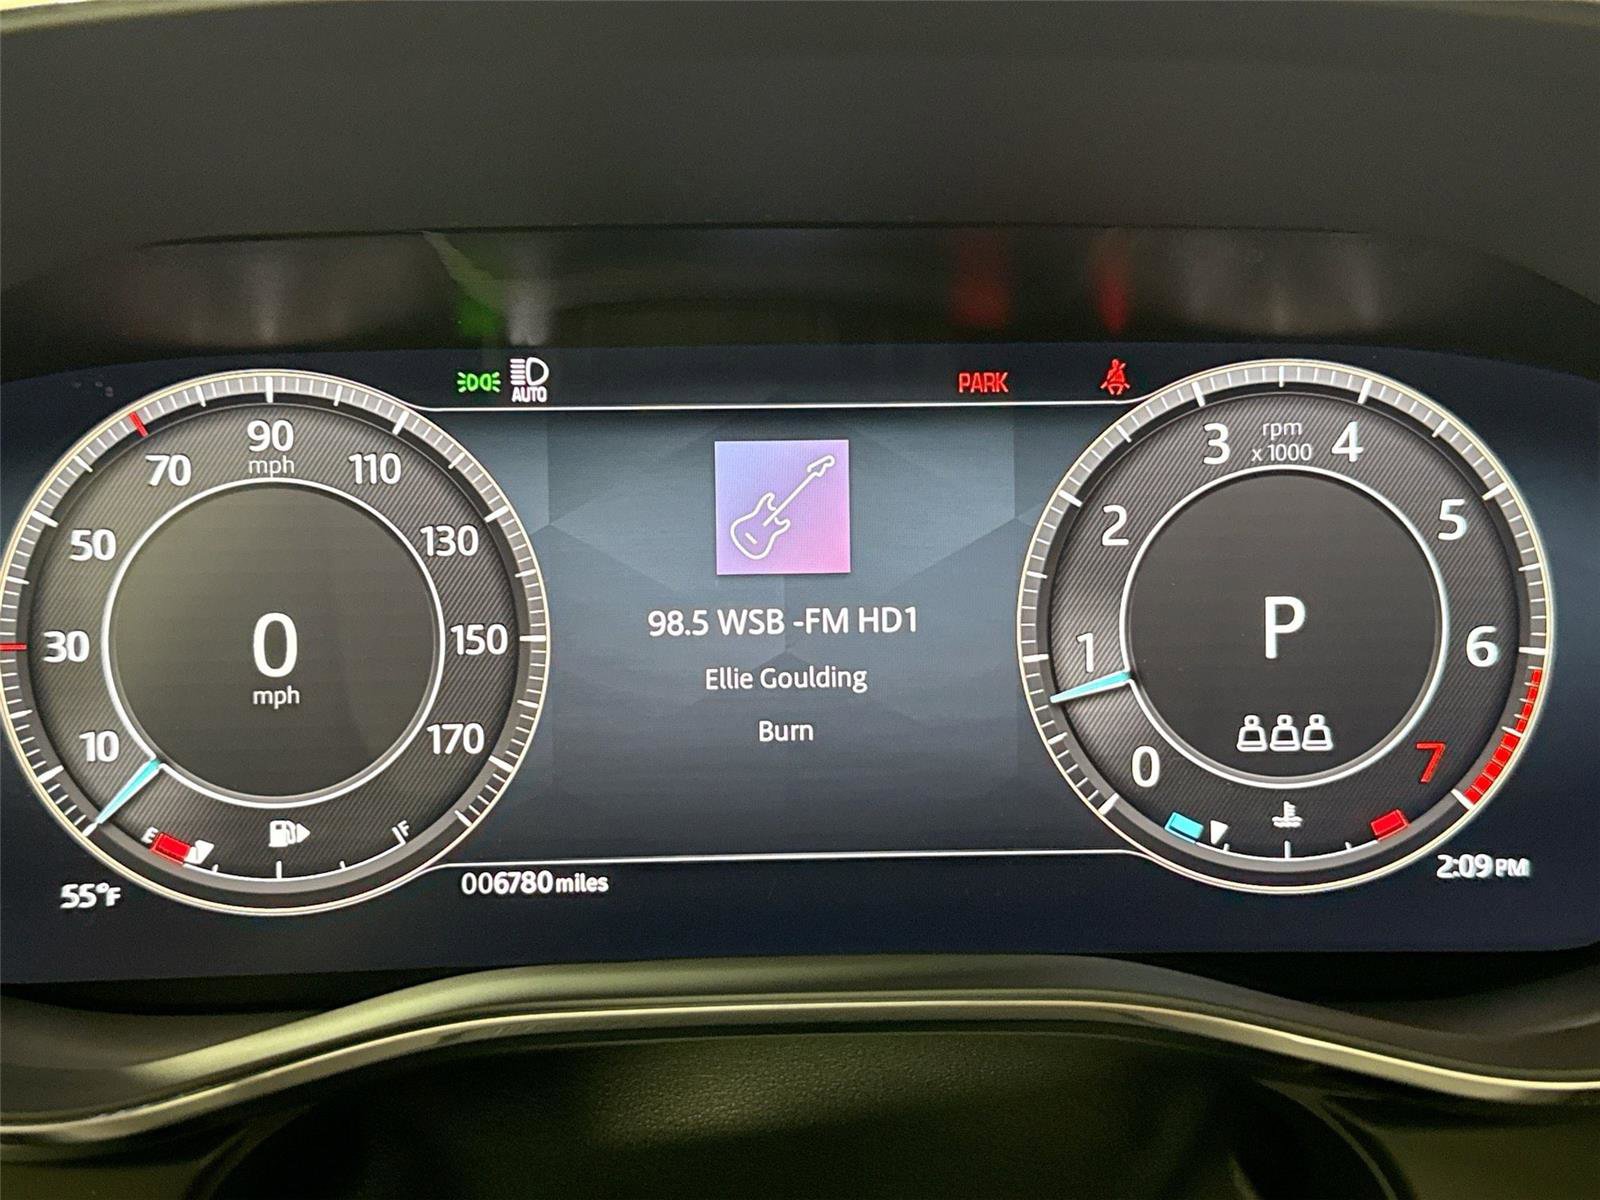 AUTO
PARK
90
mph
70
110
50
130
30
150
0
mph
10
170
E
F
55°F
98.5 WSB -FM HD1
Ellie Goulding
Burn
006780 miles
3
rpm
x 1000
4
2
5
1
P
6
0
7
2:09 PM